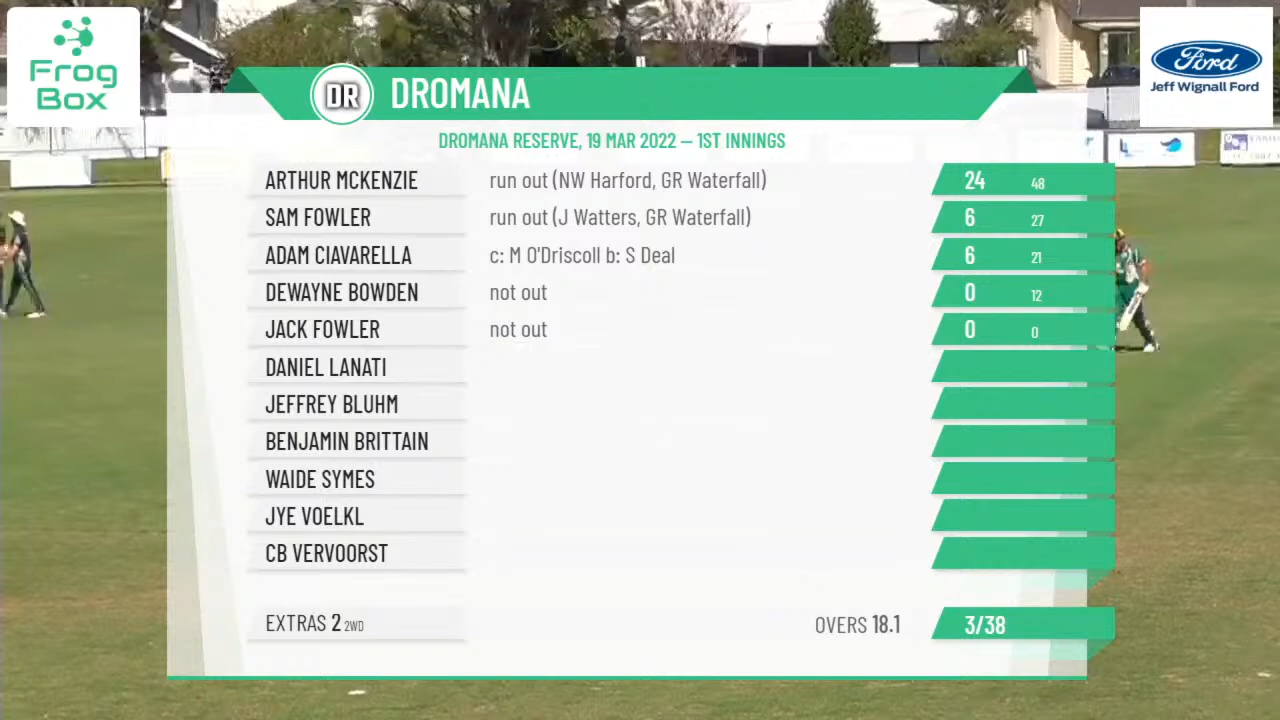 Frog
Box
DR DROMANA
Ford
Jeff Wignall Ford
DROMANA RESERVE, 19 MAR 2022 – 1ST INNINGS
ARTHUR MCKENZIE run out (NW Harford, GR Waterfall) 24 48
SAM FOWLER run out (J Watters, GR Waterfall) 6 27
ADAM CIAVARELLA c: M O'Driscoll b: S Deal 6 21
DEWAYNE BOWDEN not out 0 12
JACK FOWLER not out 0 0
DANIEL LANATI
JEFFREY BLUHM
BENJAMIN BRITTAIN
WAIDE SYMES
JYE VOELKL
CB VERVOORST
EXTRAS 2 2WD OVERS 18.1 3/38